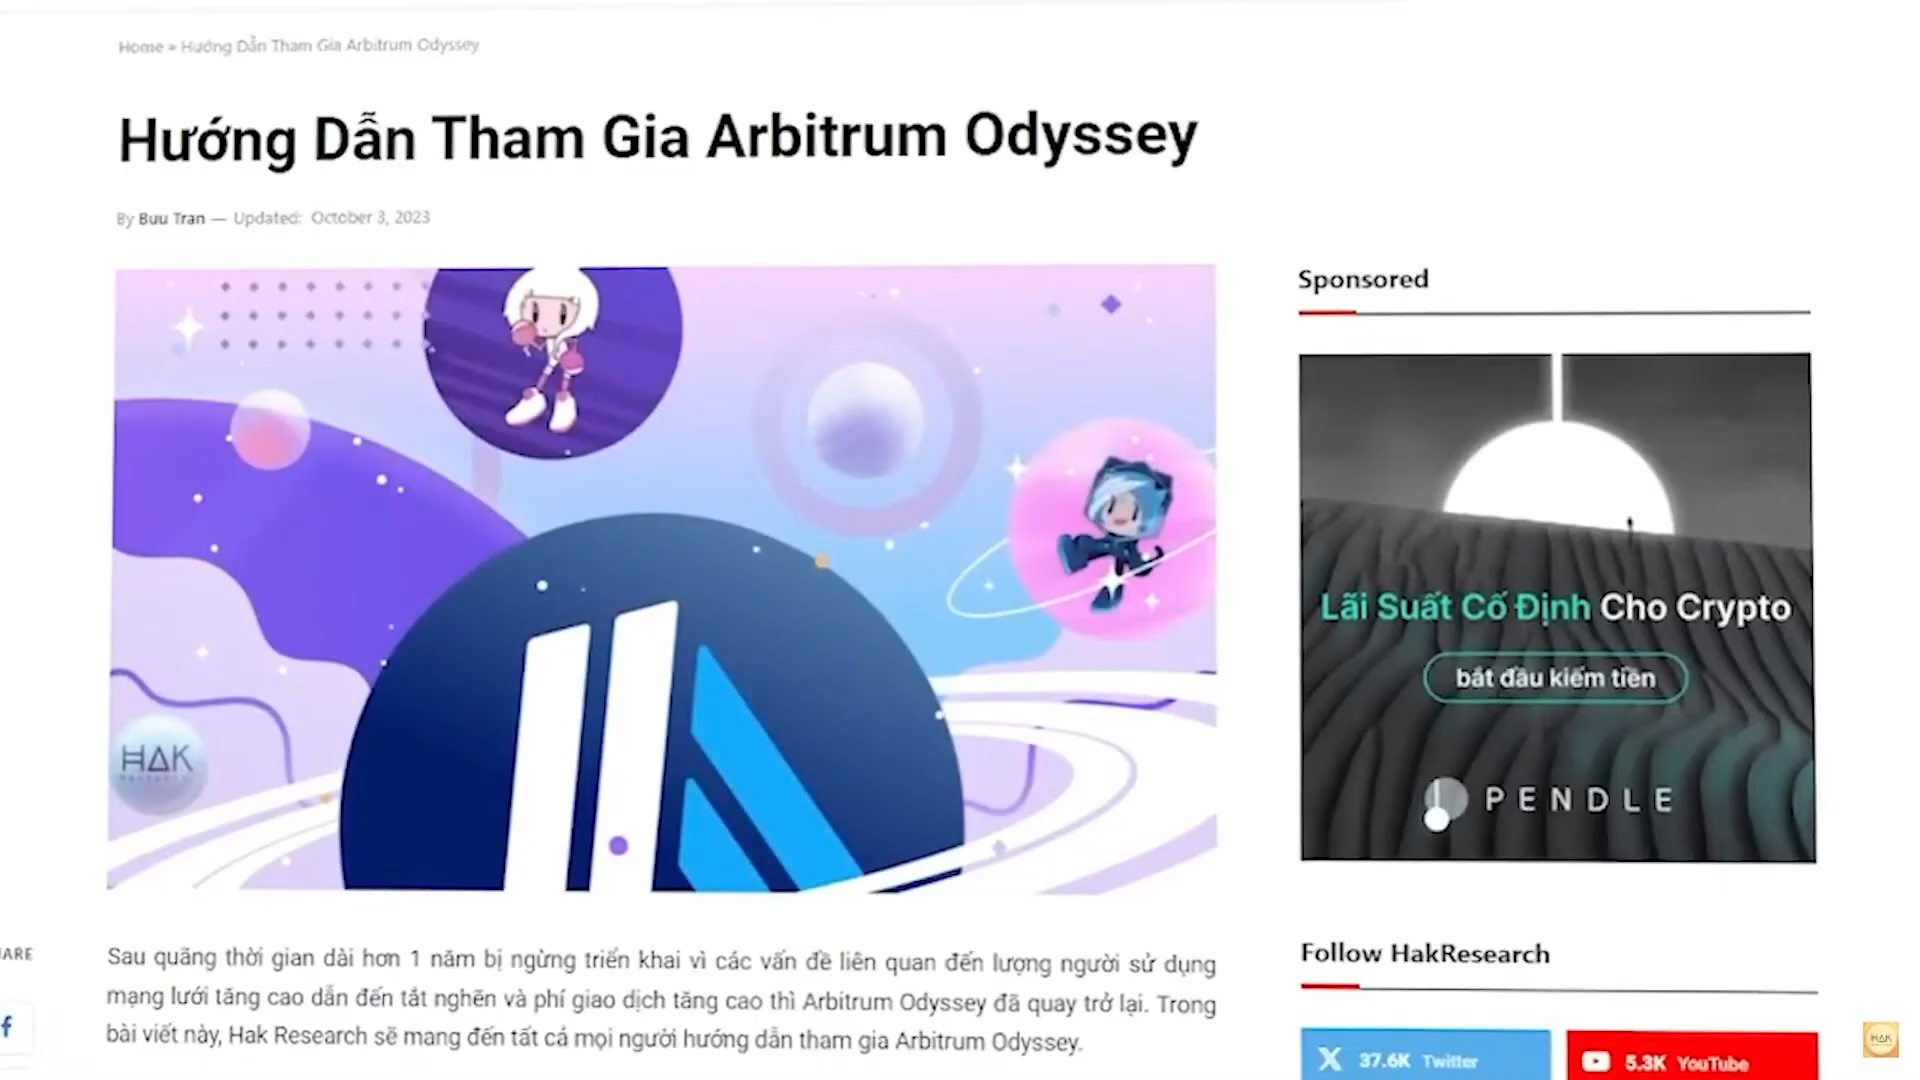 Home » Hướng Dẫn Tham Gia Arbitrum Odyssey
Hướng Dẫn Tham Gia Arbitrum Odyssey
By Buu Tran — Updated: October 3, 2023
HAK
Sponsored
Lãi Suất Cố Định Cho Crypto
bắt đầu kiếm tiền
PENDLE
ARE
Sau quãng thời gian dài hơn 1 năm bị ngừng triển khai vì các vấn đề liên quan đến lượng người sử dụng
mạng lưới tăng cao dẫn đến tắt nghẽn và phí giao dịch tăng cao thì Arbitrum Odyssey đã quay trở lại. Trong
bài viết này, Hak Research sẽ mang đến tất cả mọi người hướng dẫn tham gia Arbitrum Odyssey.
Follow HakResearch
37.6K Twitter
5.3K YouTube
HAK